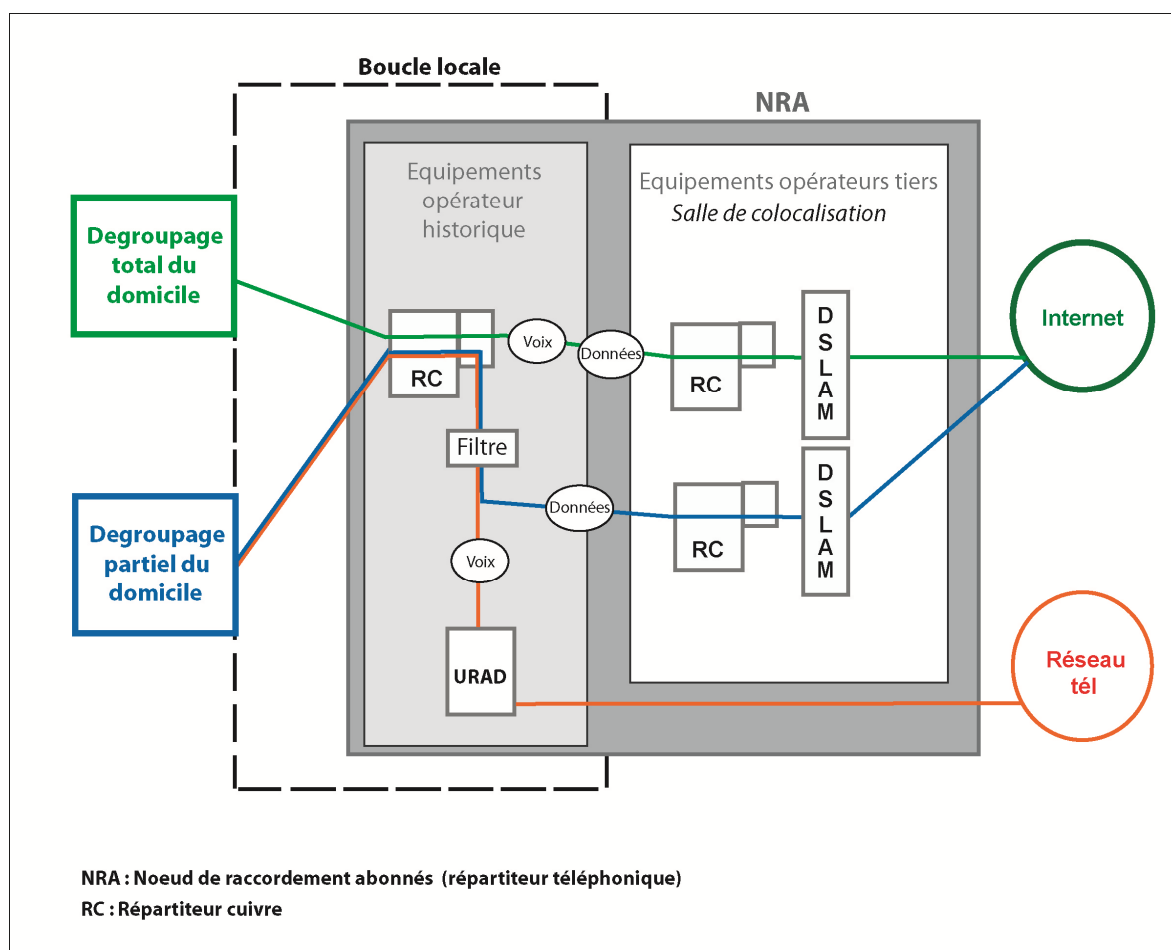 Boucle locale
NRA
Equipements
opérateur
historique
Equipements opérateurs tiers
Salle de colocalisation
Degroupage
total du
domicile
Internet
Voix
Données
RC
RC
D
S
L
A
M
Filtre
Degroupage
partiel du
domicile
Données
RC
D
S
L
A
M
Voix
URAD
Réseau
tél
NRA : Noeud de raccordement abonnés (répartiteur téléphonique)
RC : Répartiteur cuivre